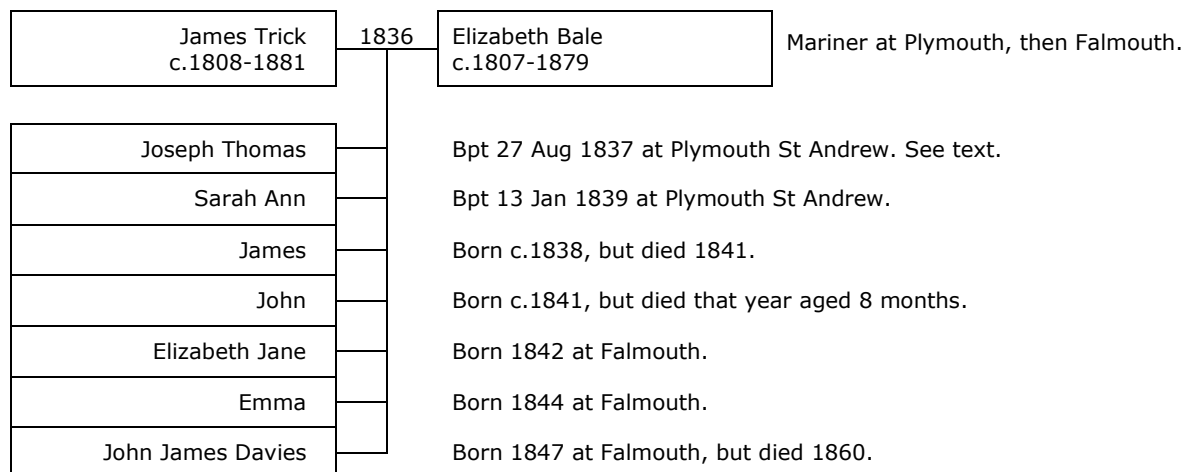 James Trick 1836 Elizabeth Bale
c.1808-1881 c.1807-1879
Mariner at Plymouth, then Falmouth.
Joseph Thomas Bpt 27 Aug 1837 at Plymouth St Andrew. See text.
Sarah Ann Bpt 13 Jan 1839 at Plymouth St Andrew.
James Born c.1838, but died 1841.
John Born c.1841, but died that year aged 8 months.
Elizabeth Jane Born 1842 at Falmouth.
Emma Born 1844 at Falmouth.
John James Davies Born 1847 at Falmouth, but died 1860.